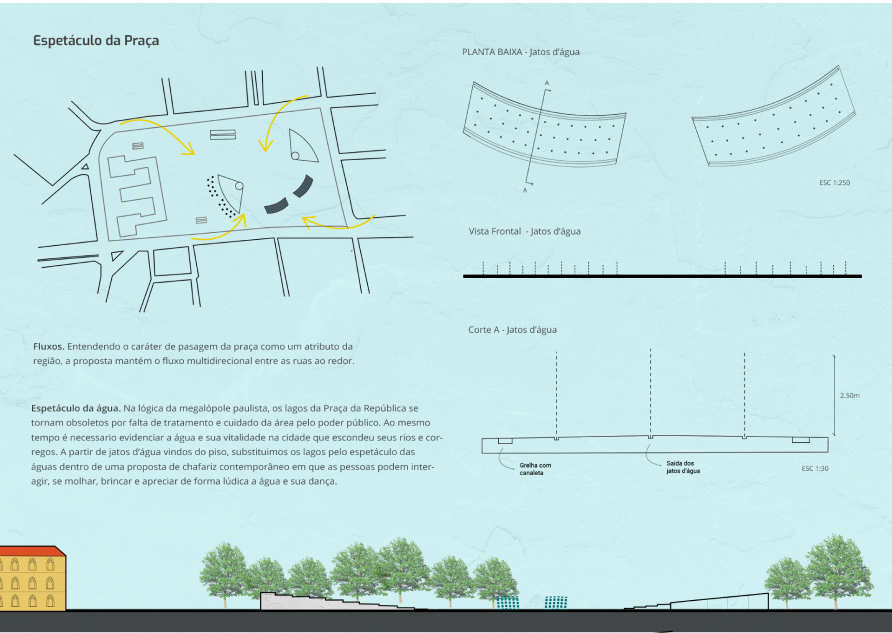 Espetáculo da Praça
Fluxos. Entendendo o caráter de passagem da praça como um atributo da
região, a proposta mantém o fluxo multidirecional entre as ruas ao redor.
Espetáculo da água. Na lógica da megalópole paulista, os lagos da Praça da República se
tornam obsoletos por falta de tratamento e cuidado da área pelo poder público. Ao mesmo
tempo é necessario evidenciar a água e sua vitalidade na cidade que escondeu seus rios e cor-
regos. A partir de jatos d'água vindos do piso, substituimos os lagos pelo espetáculo das
águas dentro de uma proposta de chafariz contemporâneo em que as pessoas podem inter-
agir, se molhar, brincar e apreciar de forma lúdica a água e sua dança.
PLANTA BAIXA - Jatos d'água
A
A
ESC 1:250
Vista Frontal - Jatos d'água
Corte A - Jatos d'água
2,50m
Grelha com
canaleta
Saída dos
jatos d'água
ESC 1:30